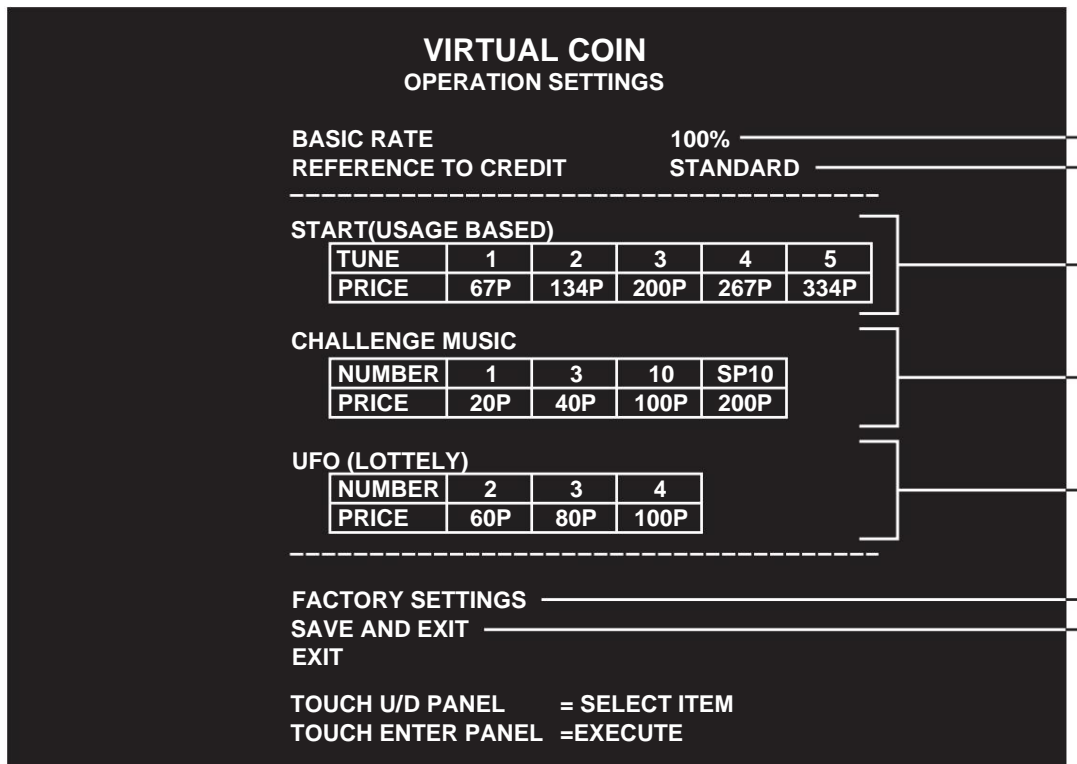 VIRTUAL COIN
OPERATION SETTINGS
BASIC RATE 100%
REFERENCE TO CREDIT STANDARD
START(USAGE BASED)
TUNE 1 2 3 4 5
PRICE 67P 134P 200P 267P 334P
CHALLENGE MUSIC
NUMBER 1 3 10 SP10
PRICE 20P 40P 100P 200P
UFO (LOTTELY)
NUMBER 2 3 4
PRICE 60P 80P 100P
FACTORY SETTINGS
SAVE AND EXIT
EXIT
TOUCH U/D PANEL = SELECT ITEM
TOUCH ENTER PANEL =EXECUTE